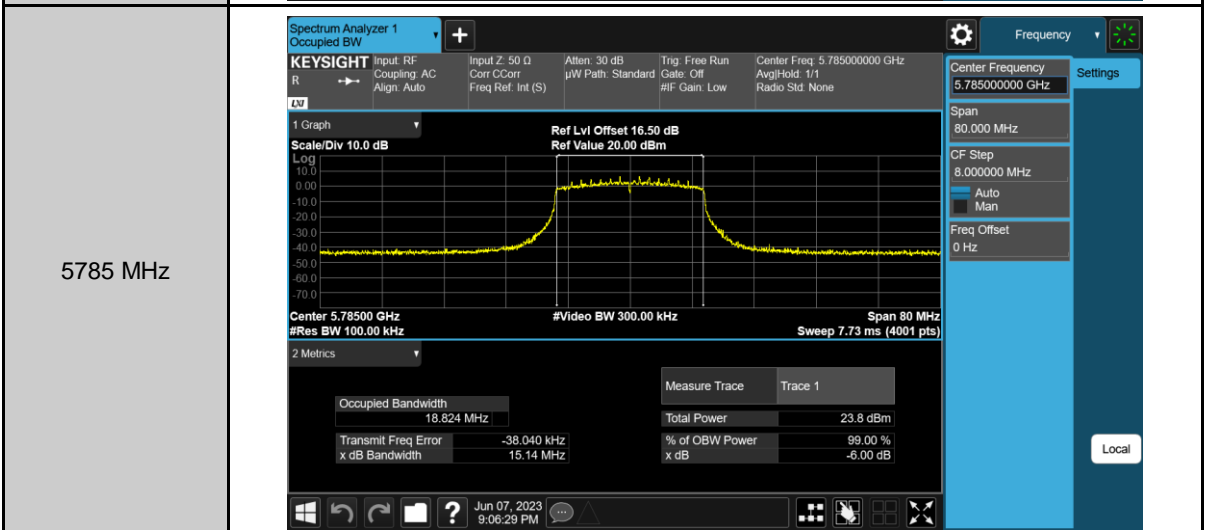 5785 MHz
Spectrum Analyzer 1
Occupied BW
Frequency
KEYSIGHT
R
LXI
Input: RF
Coupling: AC
Align: Auto
Input Z: 50 Ω
Corr CCorr
Freq Ref: Int (S)
Atten: 30 dB
µW Path: Standard
Trig: Free Run
Gate: Off
#IF Gain: Low
Center Freq: 5.785000000 GHz
Avg|Hold: 1/1
Radio Std: None
Center Frequency
5.785000000 GHz
Settings
Span
80.000 MHz
CF Step
8.000000 MHz
Auto
Man
Freq Offset
0 Hz
Local
1 Graph
Scale/Div 10.0 dB
Ref Lvl Offset 16.50 dB
Ref Value 20.00 dBm
Log
10.0
0.00
-10.0
-20.0
-30.0
-40.0
-50.0
-60.0
-70.0
Center 5.78500 GHz
#Video BW 300.00 kHz
Span 80 MHz
#Res BW 100.00 kHz
Sweep 7.73 ms (4001 pts)
2 Metrics
Measure Trace Trace 1
Occupied Bandwidth
18.824 MHz
Total Power 23.8 dBm
Transmit Freq Error -38.040 kHz
% of OBW Power 99.00 %
x dB Bandwidth 15.14 MHz
x dB -6.00 dB
?
Jun 07, 2023
9:06:29 PM